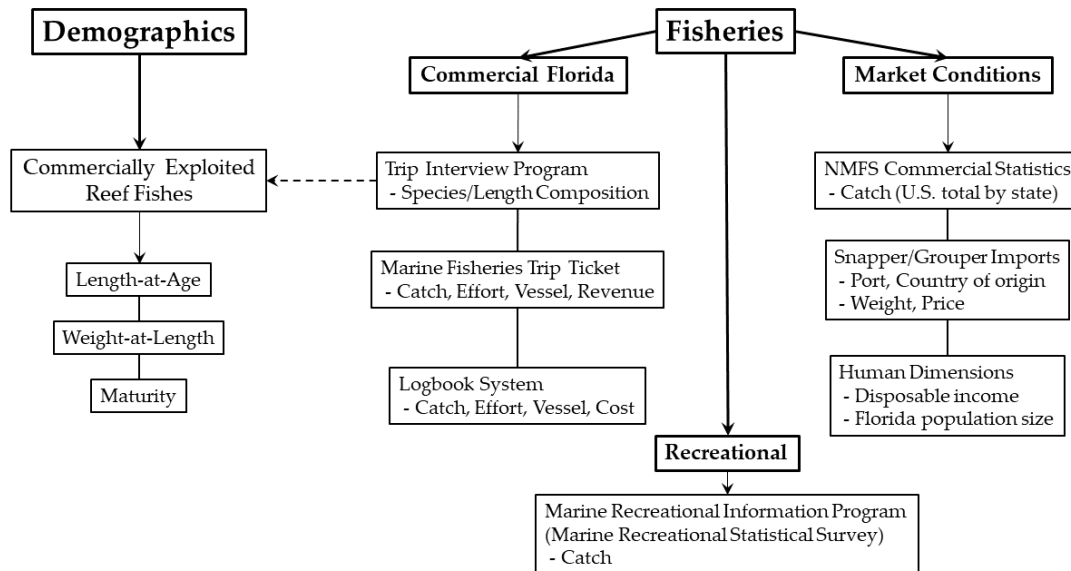 Demographics
Commercially Exploited
Reef Fishes
Length-at-Age
Weight-at-Length
Maturity
Fisheries
Commercial Florida
Trip Interview Program
- Species/Length Composition
Marine Fisheries Trip Ticket
- Catch, Effort, Vessel, Revenue
Logbook System
- Catch, Effort, Vessel, Cost
Market Conditions
NMFS Commercial Statistics
- Catch (U.S. total by state)
Snapper/Grouper Imports
- Port, Country of origin
- Weight, Price
Human Dimensions
- Disposable income
- Florida population size
Recreational
Marine Recreational Information Program
(Marine Recreational Statistical Survey)
- Catch